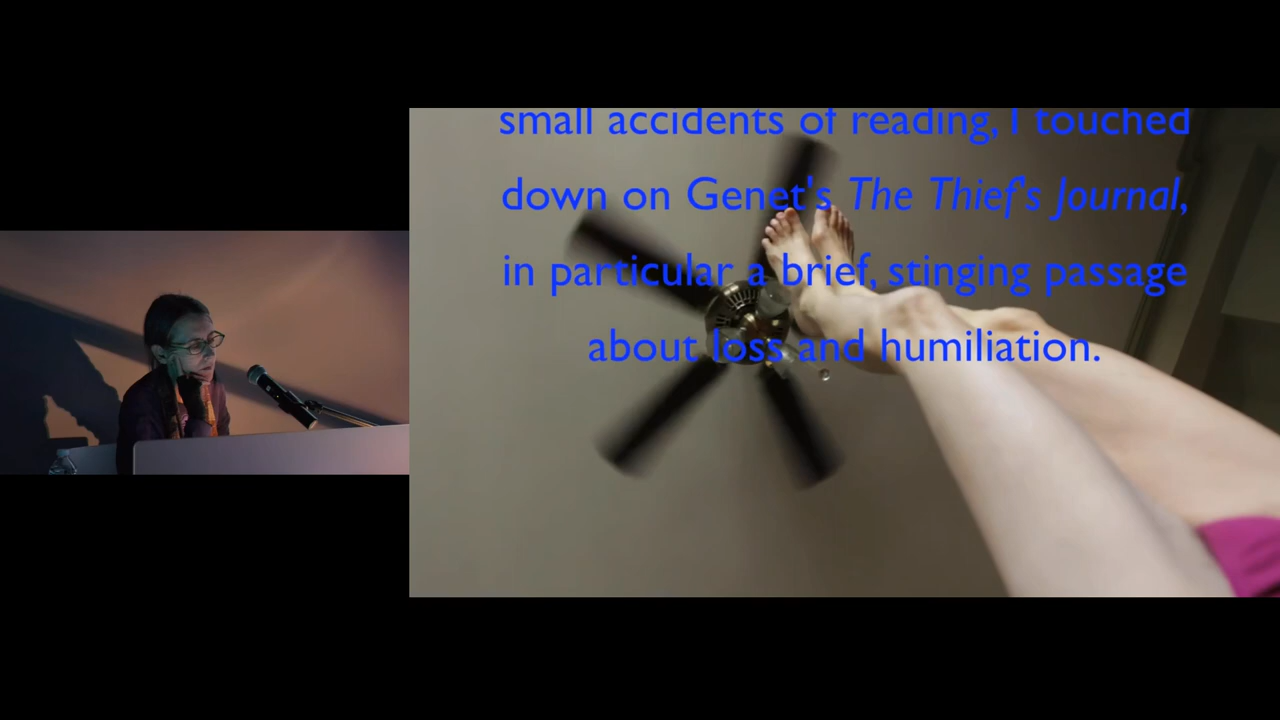 small accidents of reading, I touched
down on Genet's The Thief's Journal,
in particular a brief, stinging passage
about loss and humiliation.